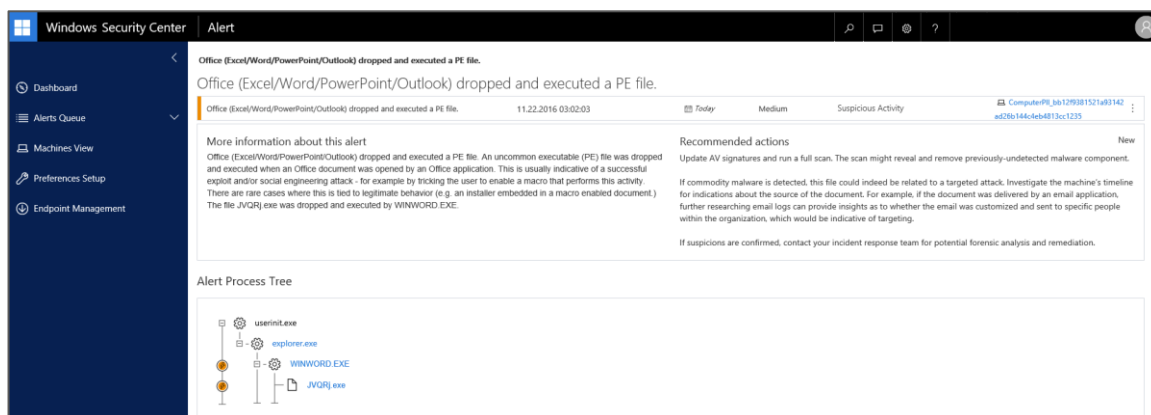 Windows Security Center Alert ?
Office (Excel/Word/PowerPoint/Outlook) dropped and executed a PE file.
Office (Excel/Word/PowerPoint/Outlook) dropped and executed a PE file.
Office (Excel/Word/PowerPoint/Outlook) dropped and executed a PE file. 11.22.2016 03:02:03 Today Medium Suspicious Activity ComputerPII_bb12f9381521a93142
ad26b144c4eb4813cc1235
Dashboard
Alerts Queue
Machines View
Preferences Setup
Endpoint Management
More information about this alert
Office (Excel/Word/PowerPoint/Outlook) dropped and executed a PE file. An uncommon executable (PE) file was dropped
and executed when an Office document was opened by an Office application. This is usually indicative of a successful
exploit and/or social engineering attack - for example by tricking the user to enable a macro that performs this activity.
There are rare cases where this is tied to legitimate behavior (e.g. an installer embedded in a macro enabled document.)
The file JVQRj.exe was dropped and executed by WINWORD.EXE.
Recommended actions New
Update AV signatures and run a full scan. The scan might reveal and remove previously-undetected malware component.
If commodity malware is detected, this file could indeed be related to a targeted attack. Investigate the machine's timeline
for indications about the source of the document. For example, if the document was delivered by an email application,
further researching email logs can provide insights as to whether the email was customized and sent to specific people
within the organization, which would be indicative of targeting.
If suspicions are confirmed, contact your incident response team for potential forensic analysis and remediation.
Alert Process Tree
userinit.exe
explorer.exe
WINWORD.EXE
JVQRj.exe